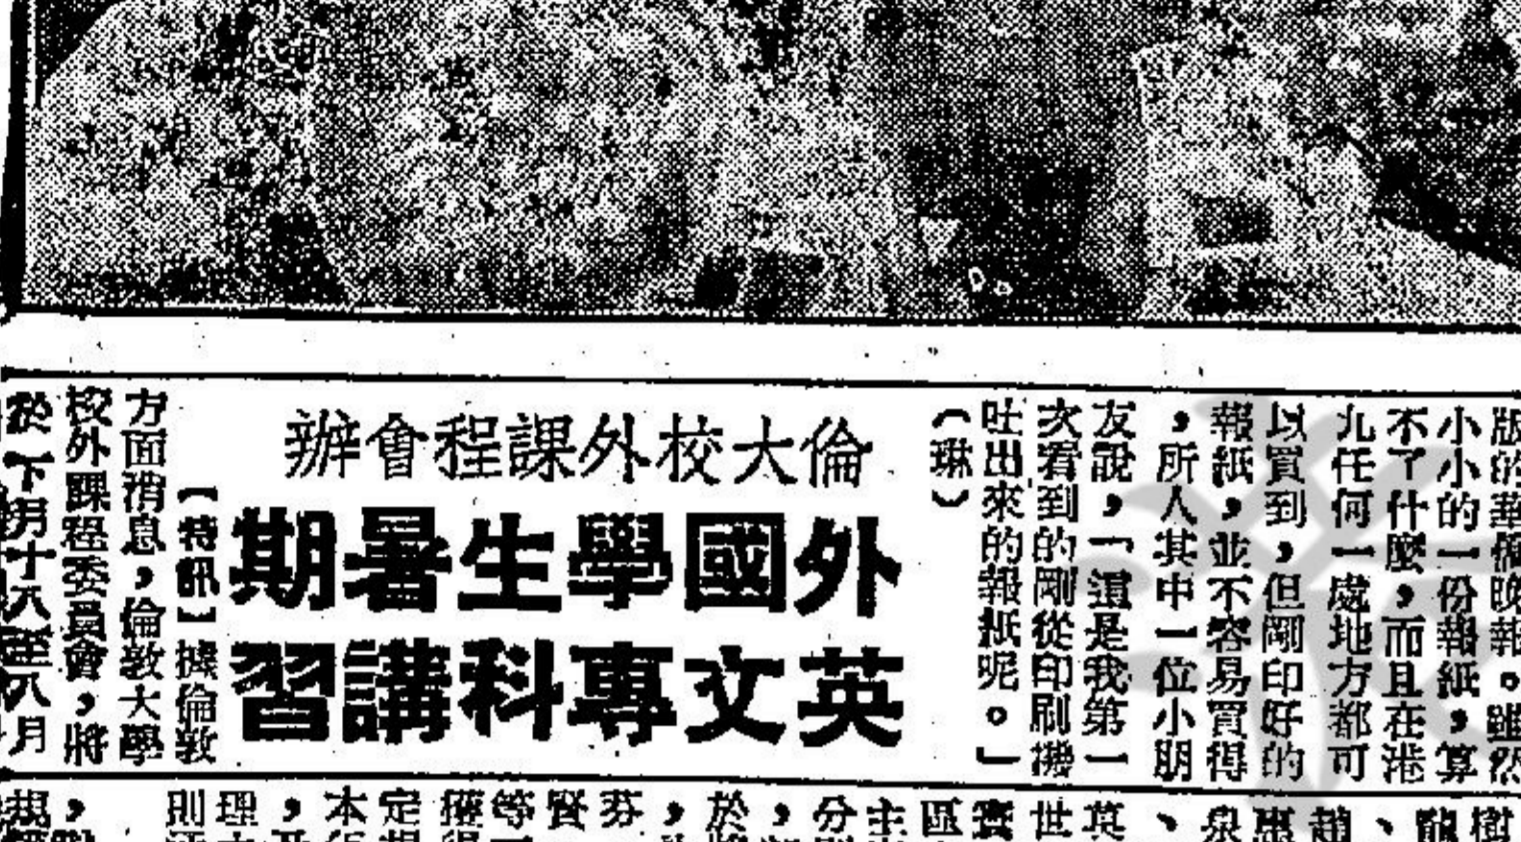 版的華僑晚報。雖然
小小的一份報紙，算
不了什麼，而且在港
九任何一處地方都可
以買到，但剛印好的
報紙，並不容易買得
，所人其中一位小朋
友說，「這是我第一
次看到的剛從印刷機
吐出來的報紙呢。」
（琳）
倫大校外課程會辦
外國學生暑期
英文專科講習
【特訊】據倫敦
方面消息，倫敦大學
校外課程委員會，將
於下月十八至八月